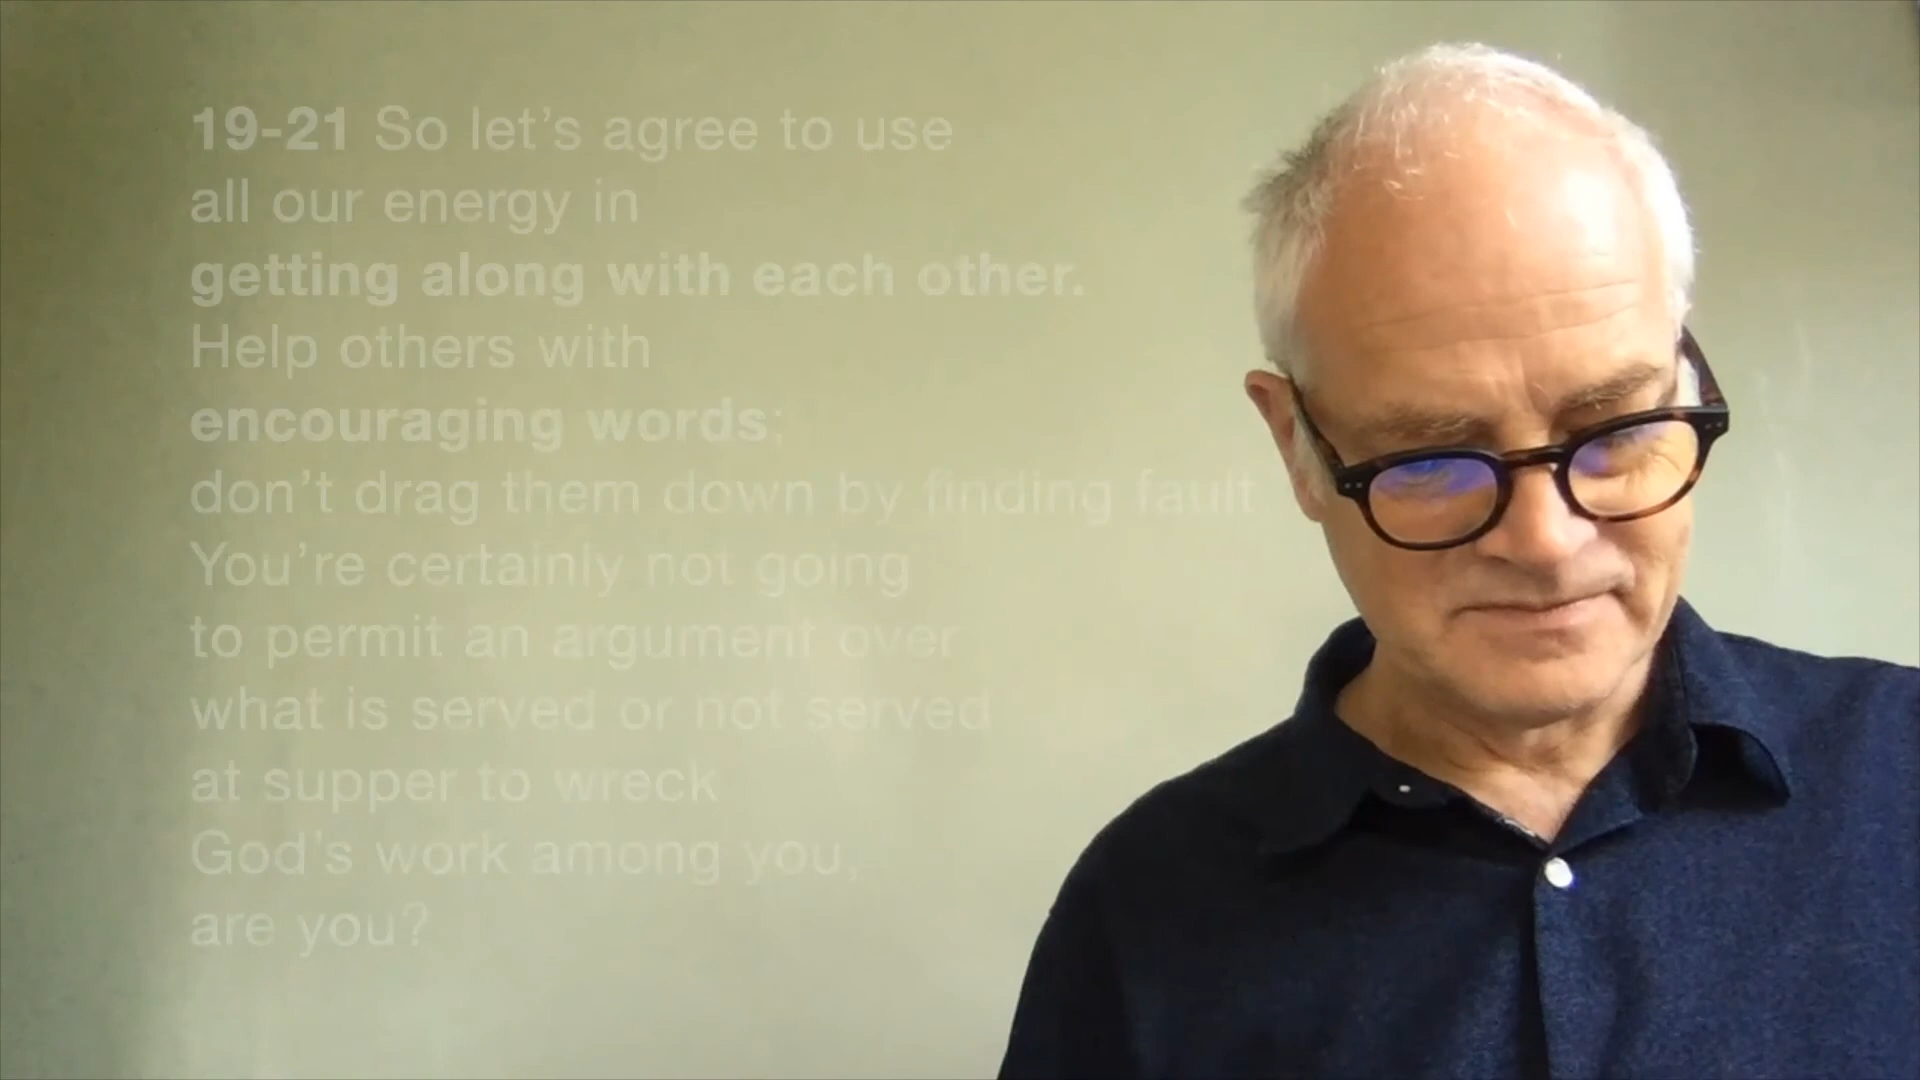 19-21 So let’s agree to use
all our energy in
getting along with each other.
Help others with
encouraging words;
don’t drag them down by finding fault
You’re certainly not going
to permit an argument over
what is served or not served
at supper to wreck
God’s work among you,
are you?